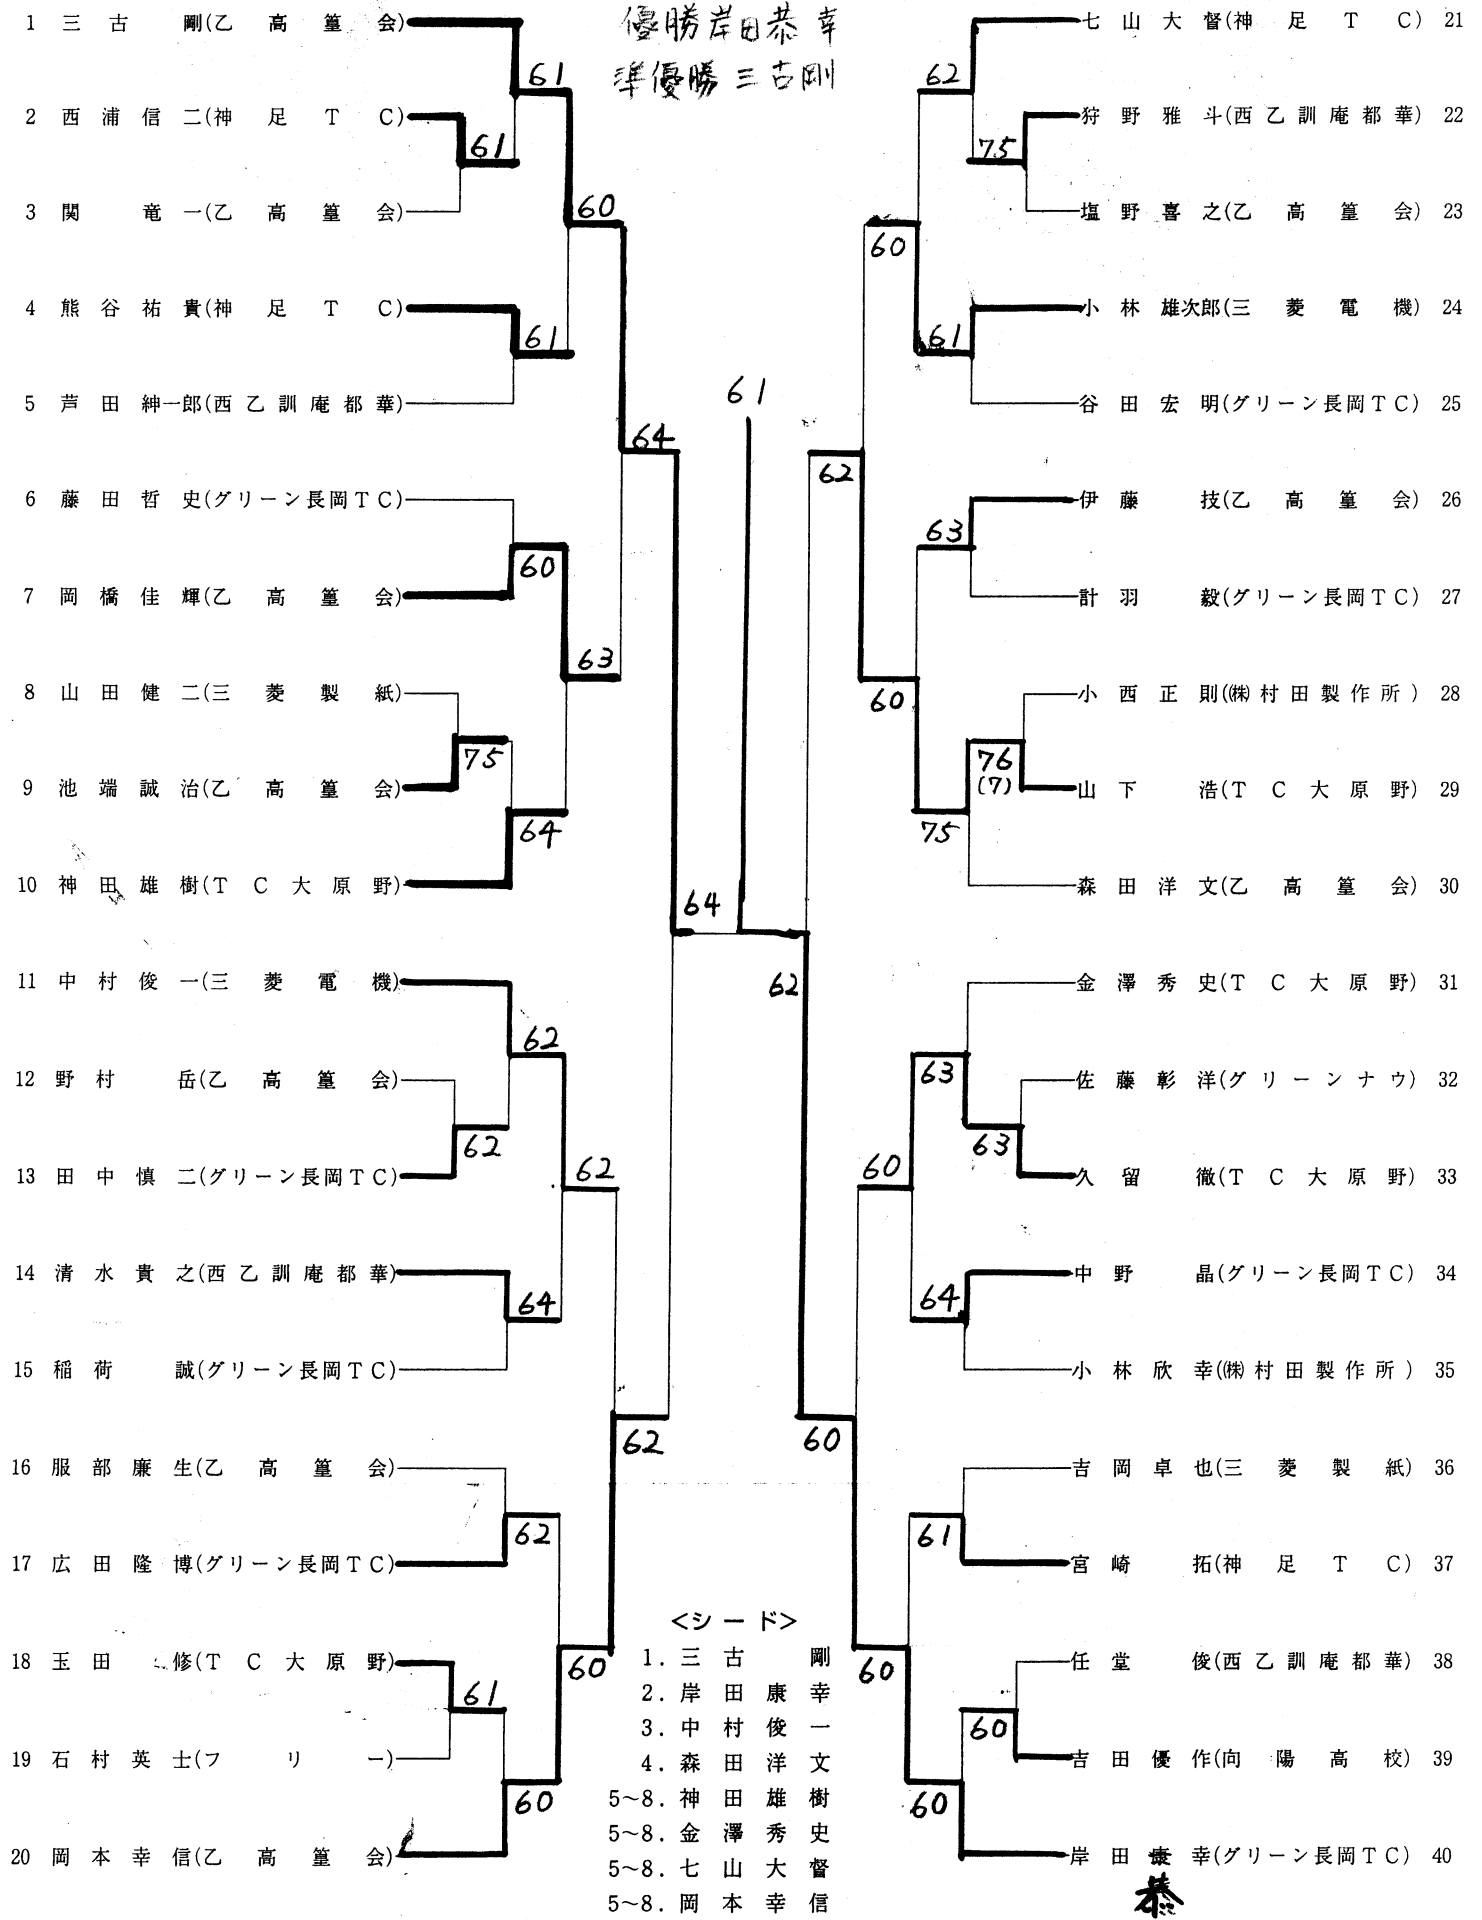 優勝 岸田恭幸
準優勝 三古剛
1 三古 剛(乙高篁会)
2 西浦信二(神足TC)
3 関 竜一(乙高篁会)
4 熊谷祐貴(神足TC)
5 芦田紳一郎(西乙訓庵都華)
6 藤田哲史(グリーン長岡TC)
7 岡橋佳輝(乙高篁会)
8 山田健二(三菱製紙)
9 池端誠治(乙高篁会)
10 神田雄樹(TC大原野)
11 中村俊一(三菱電機)
12 野村 岳(乙高篁会)
13 田中慎二(グリーン長岡TC)
14 清水貴之(西乙訓庵都華)
15 稲荷 誠(グリーン長岡TC)
16 服部廉生(乙高篁会)
17 広田隆博(グリーン長岡TC)
18 玉田 修(TC大原野)
19 石村英士(フリー)
20 岡本幸信(乙高篁会)
61
61
60
61
64
60
63
75
64
64
62
62
62
64
62
62
61
60
60
61
62
75
60
61
62
63
60
76
(7)
75
62
63
63
60
64
60
61
60
60
60
七山大督(神足TC) 21
狩野雅斗(西乙訓庵都華) 22
塩野喜之(乙高篁会) 23
小林雄次郎(三菱電機) 24
谷田宏明(グリーン長岡TC) 25
伊藤 技(乙高篁会) 26
計羽 毅(グリーン長岡TC) 27
小西正則(㈱村田製作所) 28
山下 浩(TC大原野) 29
森田洋文(乙高篁会) 30
金澤秀史(TC大原野) 31
佐藤彰洋(グリーンナウ) 32
久留 徹(TC大原野) 33
中野 晶(グリーン長岡TC) 34
小林欣幸(㈱村田製作所) 35
吉岡卓也(三菱製紙) 36
宮崎 拓(神足TC) 37
任堂 俊(西乙訓庵都華) 38
吉田優作(向陽高校) 39
岸田康幸(グリーン長岡TC) 40
恭
<シード>
1. 三古 剛
2. 岸田康幸
3. 中村俊一
4. 森田洋文
5~8. 神田雄樹
5~8. 金澤秀史
5~8. 七山大督
5~8. 岡本幸信